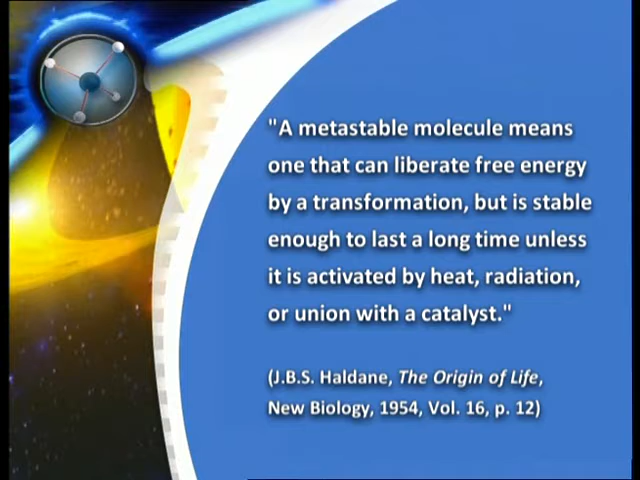 "A metastable molecule means
one that can liberate free energy
by a transformation, but is stable
enough to last a long time unless
it is activated by heat, radiation,
or union with a catalyst."
(J.B.S. Haldane, The Origin of Life,
New Biology, 1954, Vol. 16, p. 12)